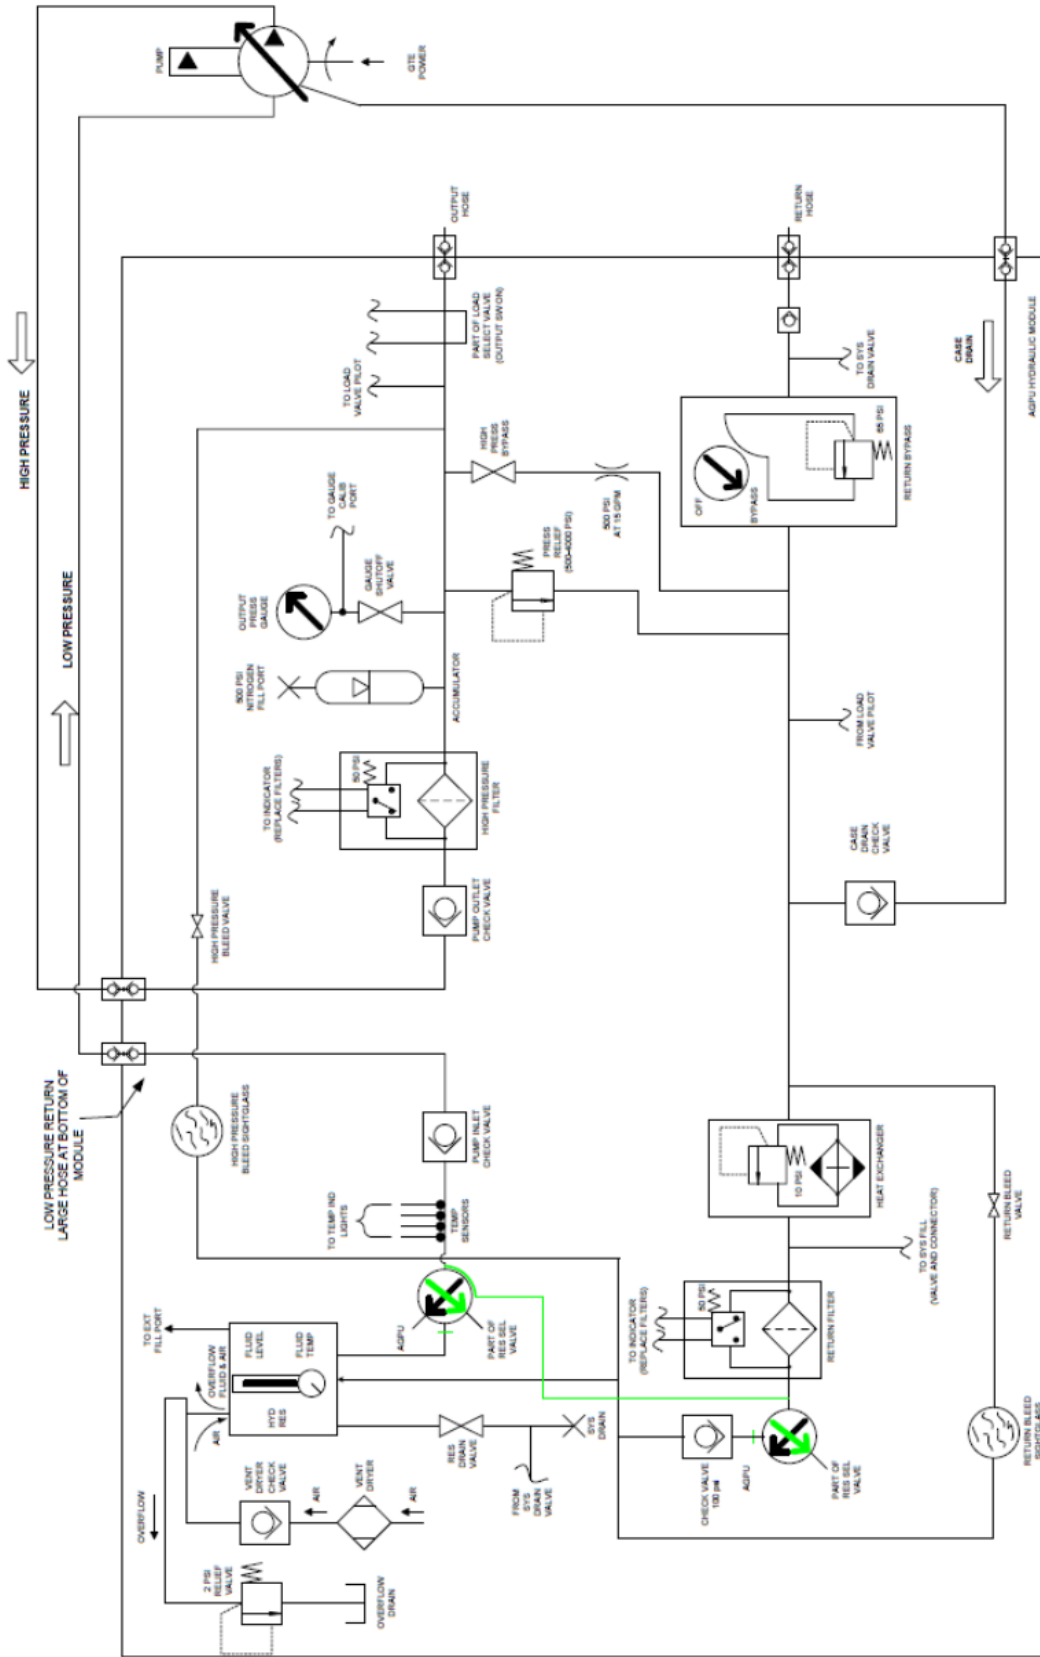 PUMP
GTE
POWER
HIGH PRESSURE
LOW PRESSURE
OUTPUT
HOSE
RETURN
HOSE
AGPU HYDRAULIC MODULE
CASE
DRAIN
PART OF LOAD
SELECT VALVE
(OUTPUT SW ON)
TO LOAD
VALVE PILOT
TO SYS
DRAIN VALVE
HIGH
PRESS
BYPASS
500 PSI
AT 15 GPM
OFF
BYPASS
65 PSI
RETURN BYPASS
TO GAUGE
CALIB
PORT
OUTPUT
PRESS
GAUGE
GAUGE
SHUTOFF
VALVE
PRESS
RELIEF
(500-4000 PSI)
500 PSI
NITROGEN
FILL PORT
ACCUMULATOR
FROM LOAD
VALVE PILOT
TO INDICATOR
(REPLACE FILTERS)
50 PSI
HIGH PRESSURE
FILTER
HIGH PRESSURE
BLEED VALVE
PUMP OUTLET
CHECK VALVE
CASE
DRAIN
CHECK
VALVE
LOW PRESSURE RETURN
LARGE HOSE AT BOTTOM OF
MODULE
HIGH PRESSURE
BLEED SIGHTGLASS
PUMP INLET
CHECK VALVE
10 PSI
HEAT EXCHANGER
RETURN BLEED
VALVE
TO TEMP IND
LIGHTS
TEMP
SENSORS
TO SYS FILL
(VALVE AND CONNECTOR)
TO EXT
FILL PORT
AGPU
PART OF
RES SEL
VALVE
TO INDICATOR
(REPLACE FILTERS)
50 PSI
RETURN FILTER
OVERFLOW
FLUID & AIR
FLUID
LEVEL
FLUID
TEMP
HYD
RES
AIR
RES
DRAIN
VALVE
SYS
DRAIN
FROM
SYS
DRAIN
VALVE
CHECK VALVE
100 psi
AGPU
PART OF
RES SEL
VALVE
RETURN BLEED
SIGHTGLASS
OVERFLOW
VENT
DRYER
CHECK
VALVE
AIR
VENT
DRYER
AIR
2 PSI
RELIEF
VALVE
OVERFLOW
DRAIN